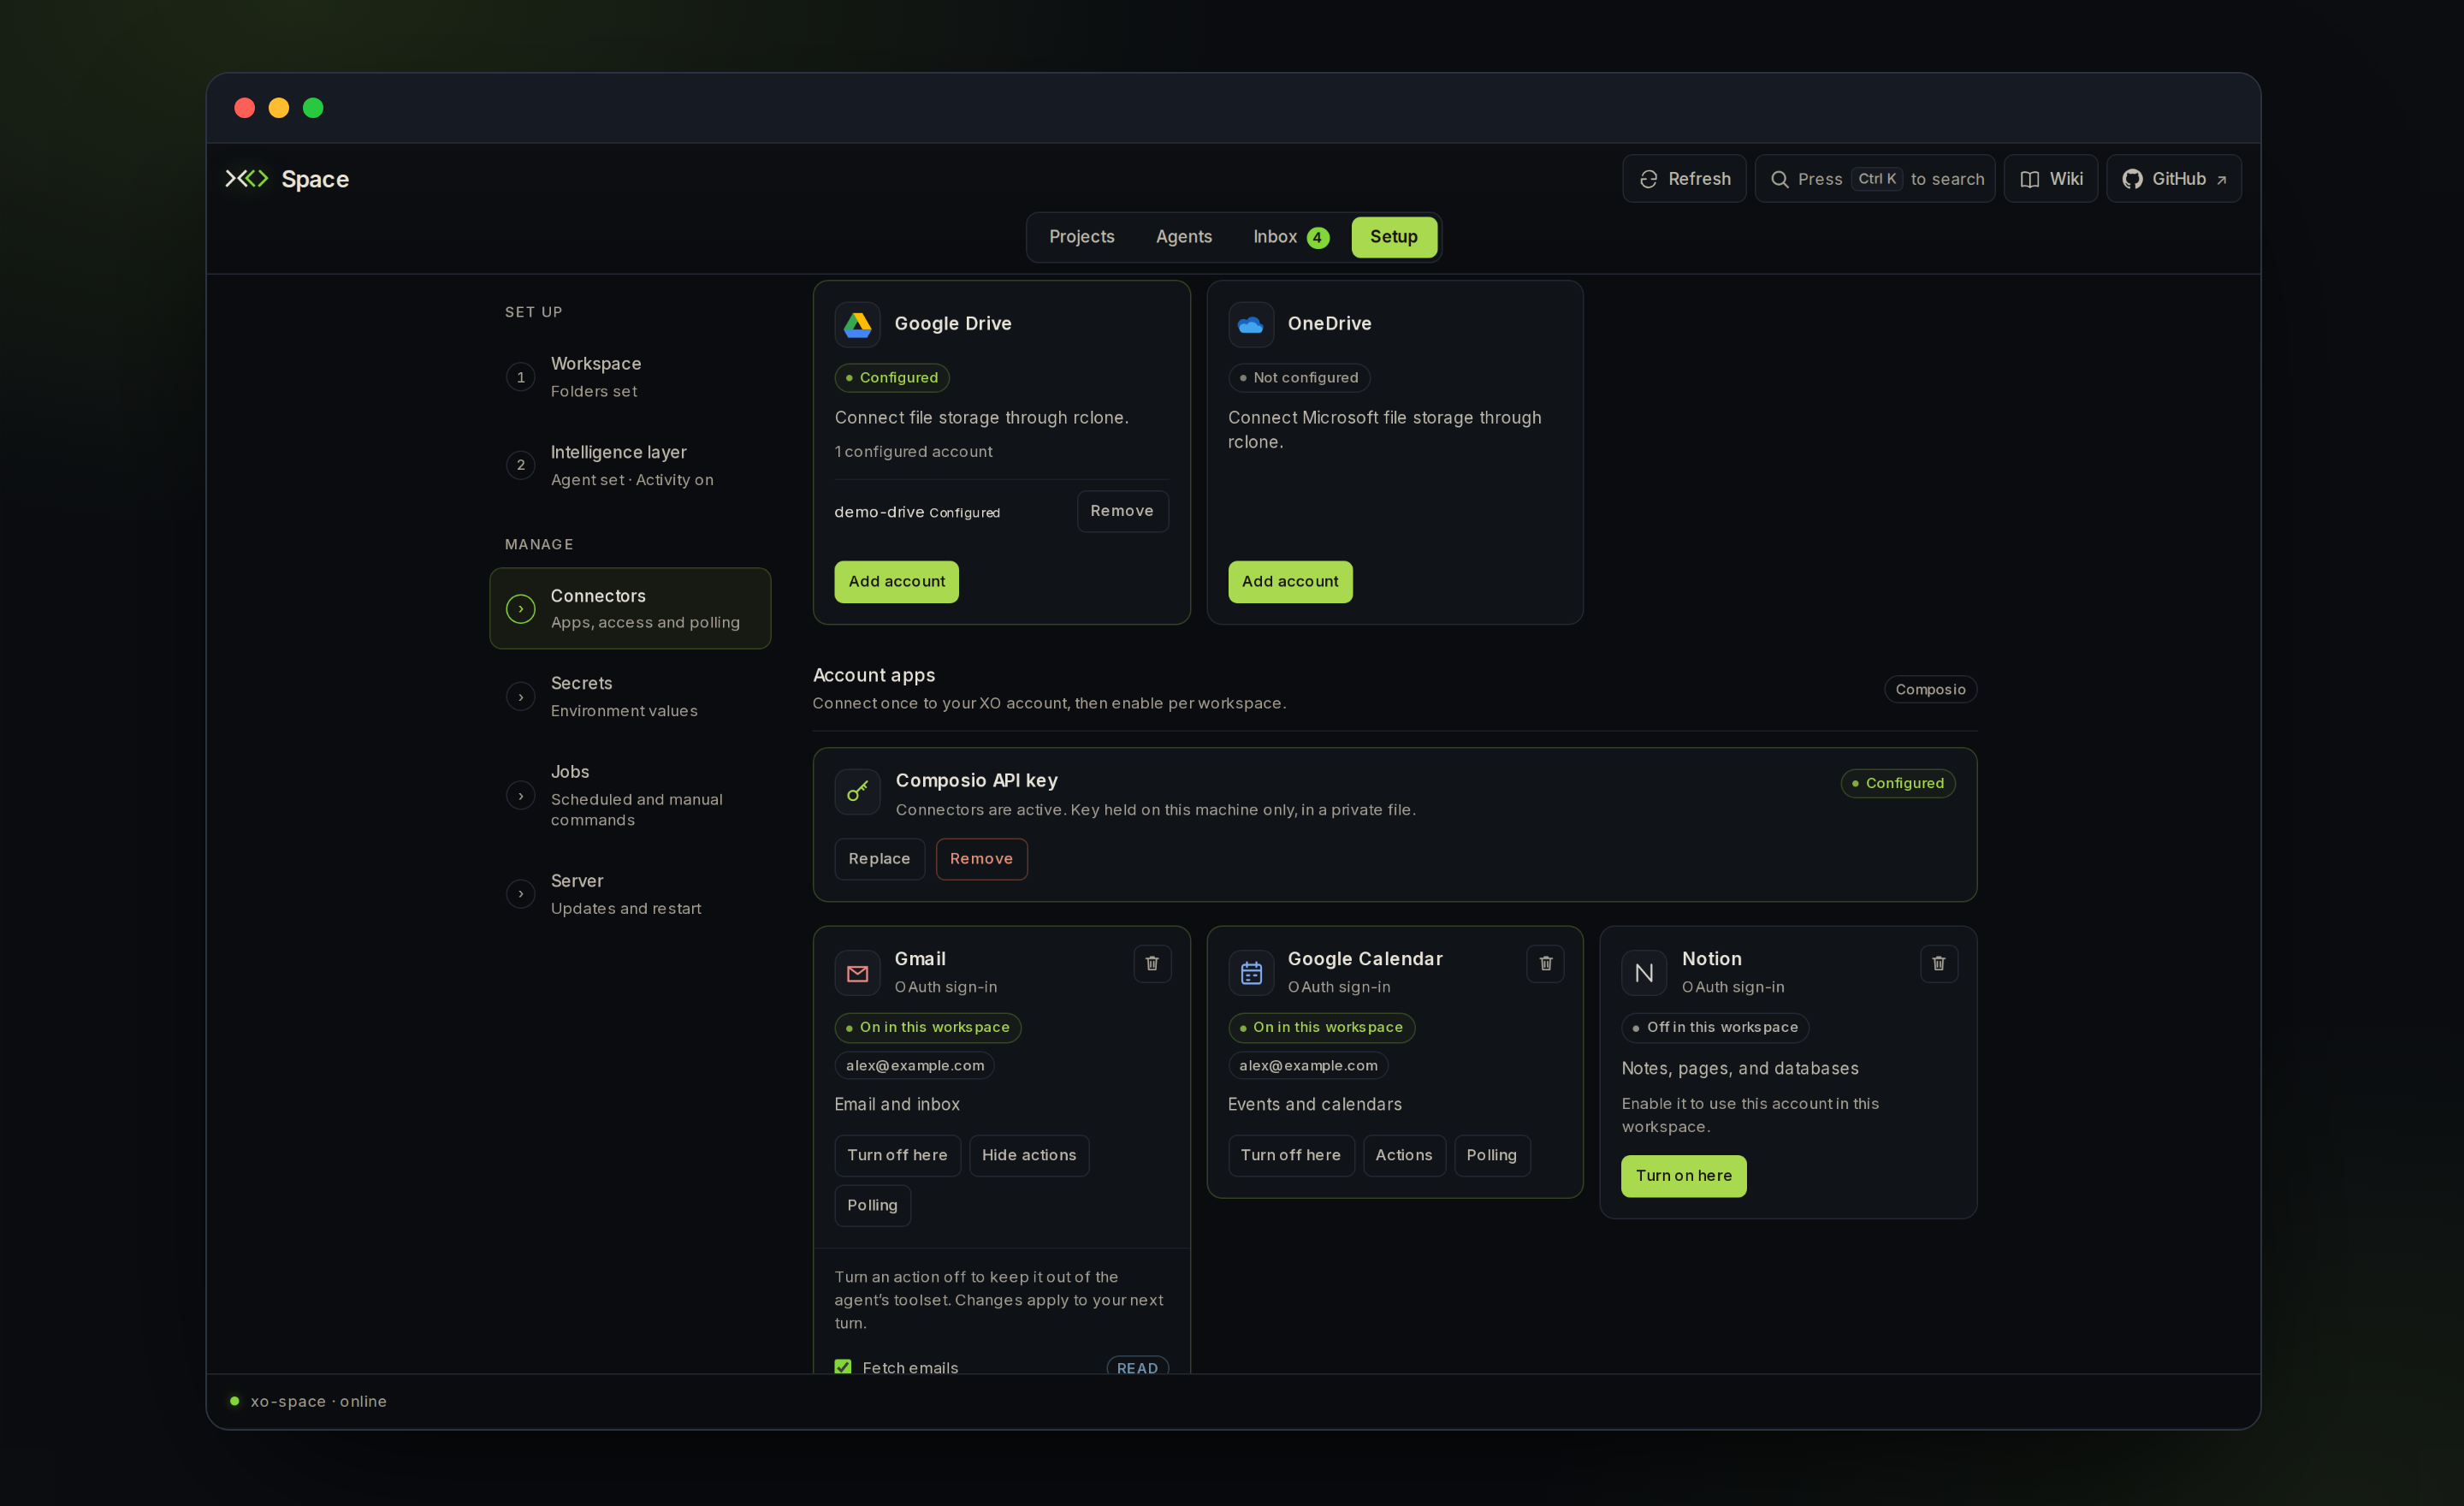 Space
Refresh
Press Ctrl K to search
Wiki
GitHub
Projects
Agents
Inbox 4
Setup
SET UP
1
Workspace
Folders set
2
Intelligence layer
Agent set · Activity on
MANAGE
Connectors
Apps, access and polling
Secrets
Environment values
Jobs
Scheduled and manual
commands
Server
Updates and restart
Google Drive
Configured
Connect file storage through rclone.
1 configured account
demo-drive Configured
Remove
Add account
OneDrive
Not configured
Connect Microsoft file storage through
rclone.
Add account
Account apps
Connect once to your XO account, then enable per workspace.
Composio
Composio API key
Connectors are active. Key held on this machine only, in a private file.
Configured
Replace
Remove
Gmail
OAuth sign-in
On in this workspace
alex@example.com
Email and inbox
Turn off here
Hide actions
Polling
Turn an action off to keep it out of the
agent’s toolset. Changes apply to your next
turn.
Fetch emails
READ
Google Calendar
OAuth sign-in
On in this workspace
alex@example.com
Events and calendars
Turn off here
Actions
Polling
Notion
OAuth sign-in
Off in this workspace
Notes, pages, and databases
Enable it to use this account in this
workspace.
Turn on here
xo-space · online